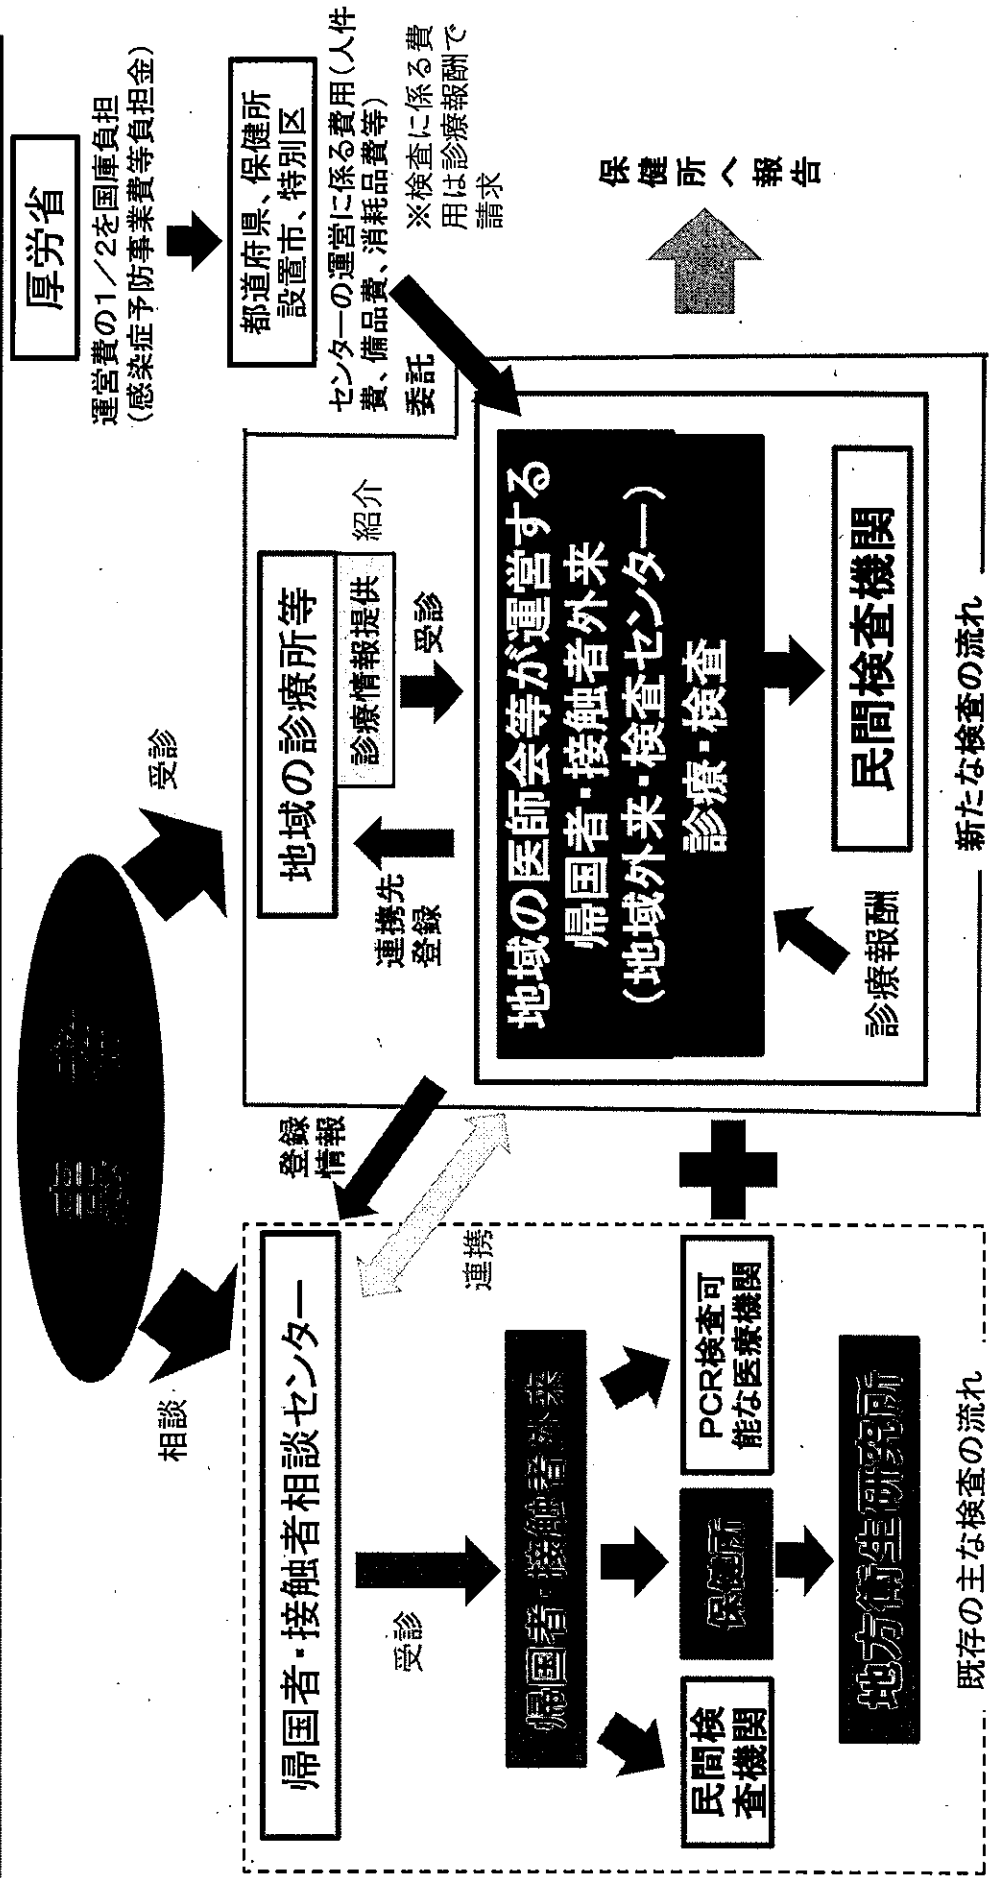 患者
相談
受診
帰国者・接触者相談センター
受診
帰国者・接触者外来
民間検
査機関
保健所
PCR検査可
能な医療機関
地方衛生研究所
既存の主な検査の流れ
登録
情報
連携
地域の診療所等
診療情報提供
紹介
連携先
登録
受診
地域の医師会等が運営する
帰国者・接触者外来
（地域外来・検査センター）
診療・検査
診療報酬
民間検査機関
新たな検査の流れ
厚労省
運営費の1／2を国庫負担
（感染症予防事業費等負担金）
都道府県、保健所
設置市、特別区
センターの運営に係る費用（人件
費、備品費、消耗品費等）
委託
※検査に係る費
用は診療報酬で
請求
保健所へ報告